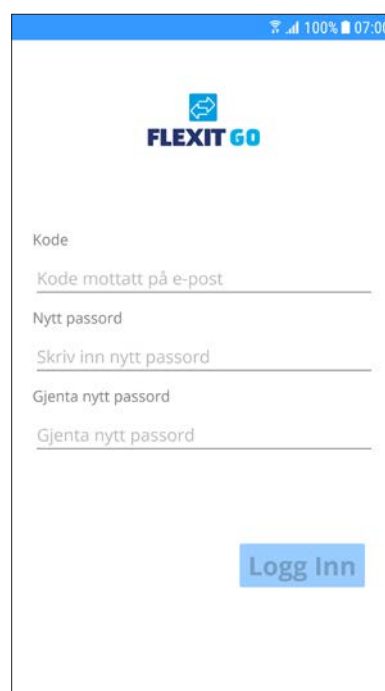 100% 07:00
FLEXIT GO
Kode
Kode mottatt på e-post
Nytt passord
Skriv inn nytt passord
Gjenta nytt passord
Gjenta nytt passord
Logg Inn